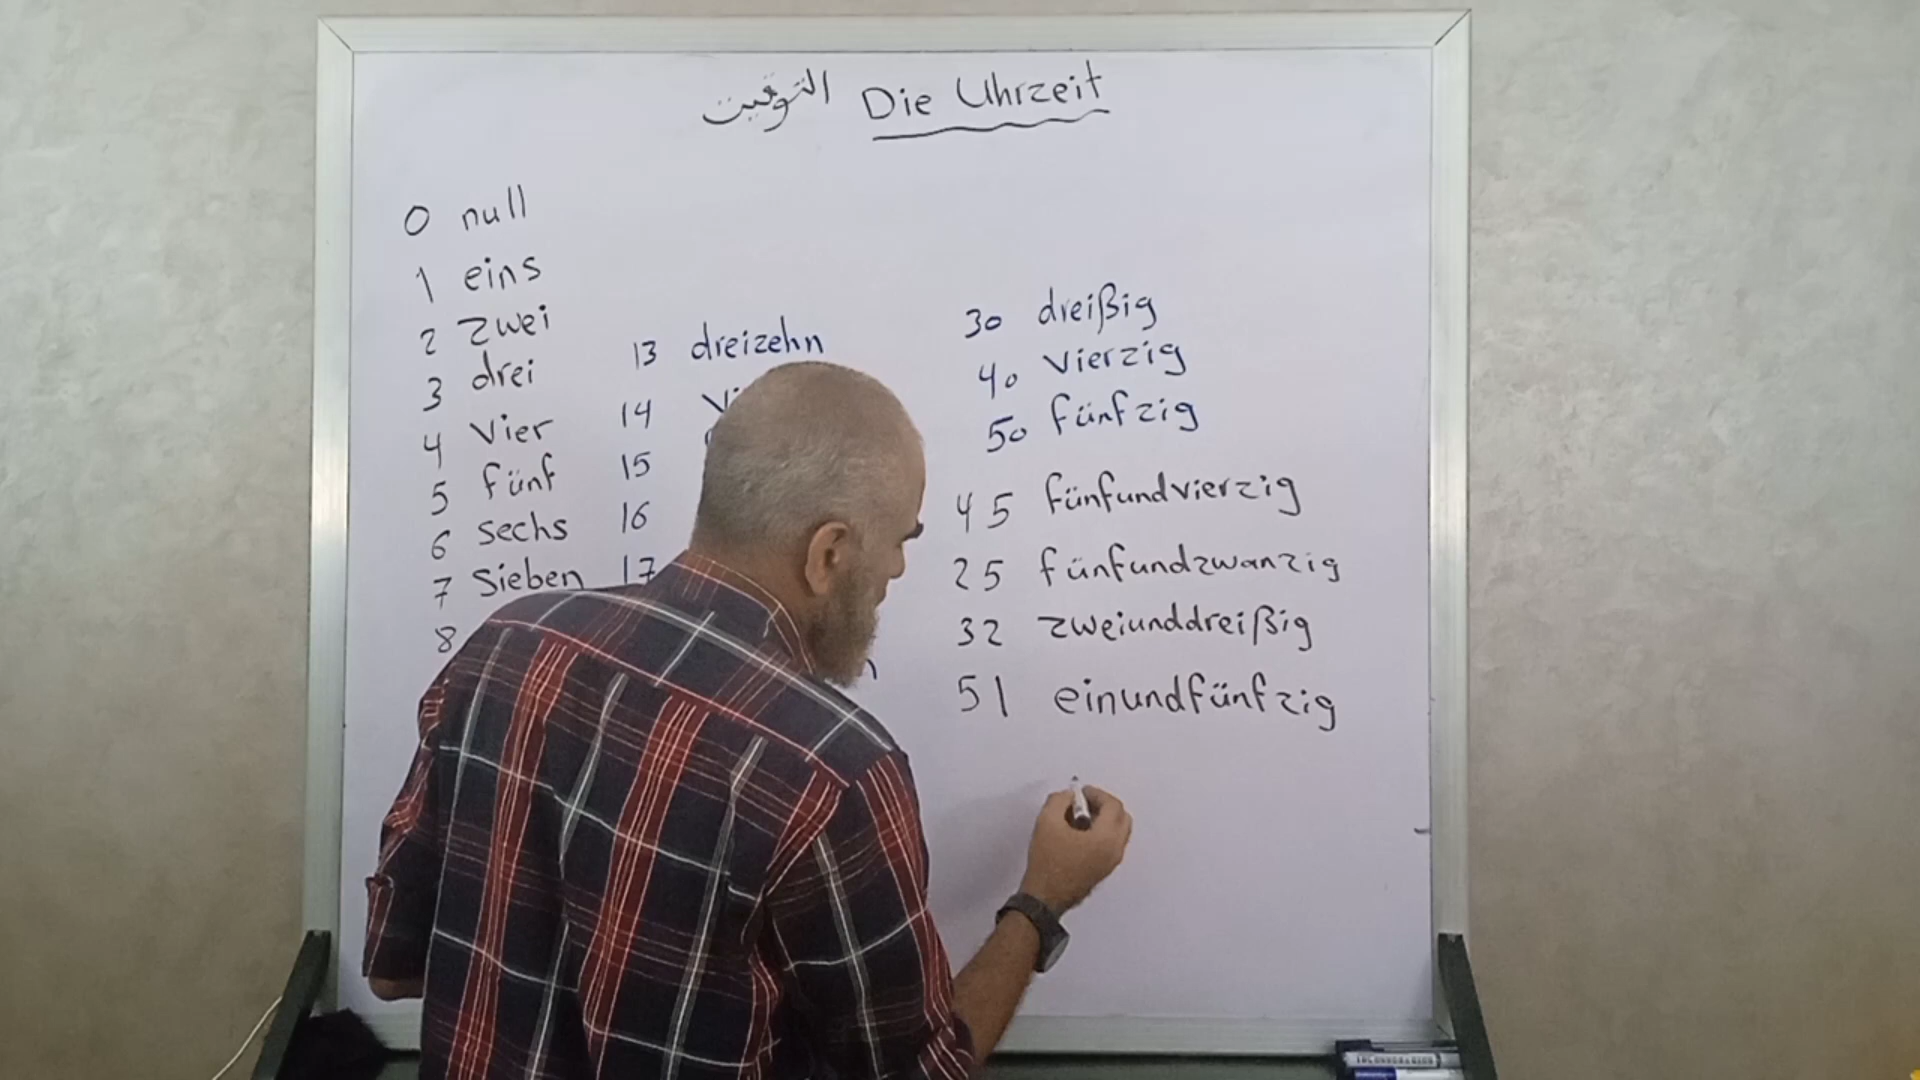 التوقيت Die Uhrzeit
0 null
1 eins
2 zwei
3 drei
4 Vier
5 fünf
6 sechs
7 Sieben
8
13 dreizehn
14
15
16
17
30 dreißig
40 Vierzig
50 fünfzig
45 fünfundvierzig
25 fünfundzwanzig
32 zweiunddreißig
51 einundfünfzig